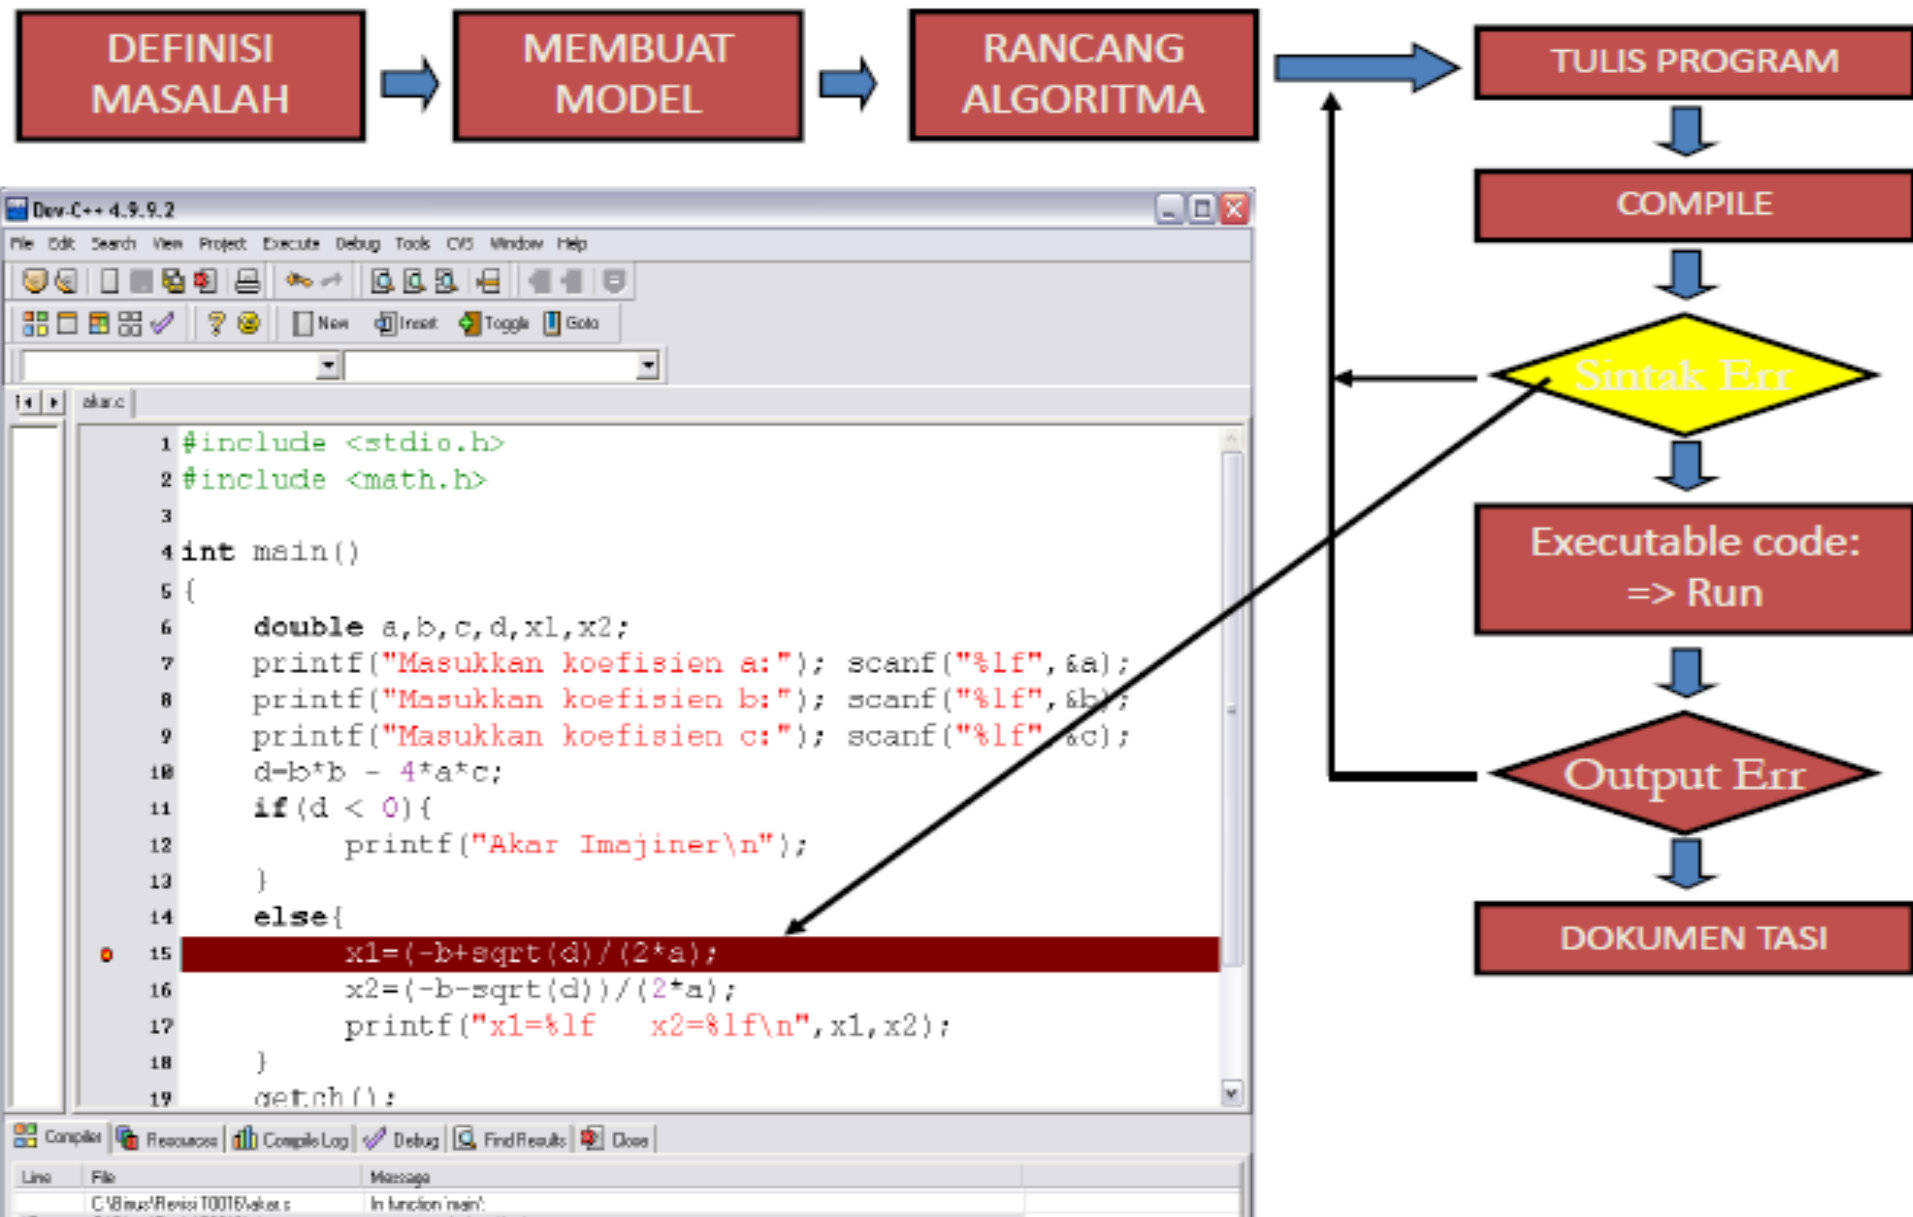 DEFINISI
MASALAH
MEMBUAT
MODEL
RANCANG
ALGORITMA
TULIS PROGRAM
COMPILE
Sintak Err
Executable code:
=> Run
Output Err
DOKUMEN TASI
Dev-C++ 4.9.9.2
File Edit Search View Project Execute Debug Tools CVS Window Help
New Insert Toggle Goto
akar.c
1 #include <stdio.h>
2 #include <math.h>
3
4 int main()
5 {
6 double a,b,c,d,x1,x2;
7 printf("Masukkan koefisien a:"); scanf("%lf",&a);
8 printf("Masukkan koefisien b:"); scanf("%lf",&b);
9 printf("Masukkan koefisien c:"); scanf("%lf",&c);
10 d=b*b - 4*a*c;
11 if(d < 0){
12 printf("Akar Imajiner\n");
13 }
14 else{
15 x1=(-b+sqrt(d)/(2*a);
16 x2=(-b-sqrt(d))/(2*a);
17 printf("x1=%lf x2=%lf\n",x1,x2);
18 }
19 getch();
Compiler Resources Compile Log Debug Find Results Close
Line File Message
In function 'main':